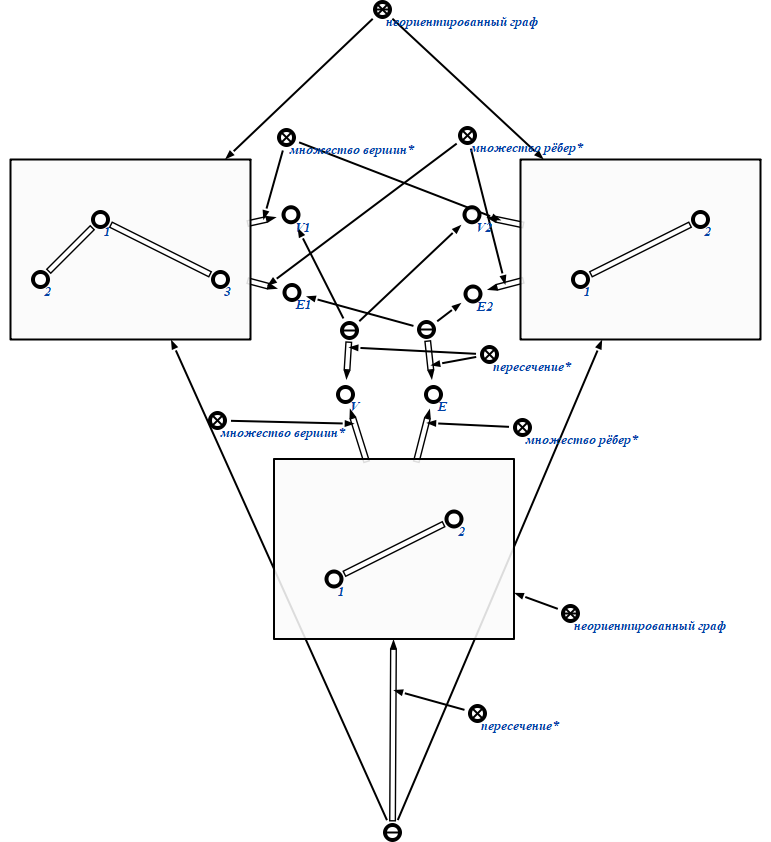 неориентированный граф
множество вершин*
множество рёбер*
1
2
3
V1
V2
2
1
E1
E2
пересечение*
V
E
множество вершин*
множество рёбер*
2
1
неориентированный граф
пересечение*